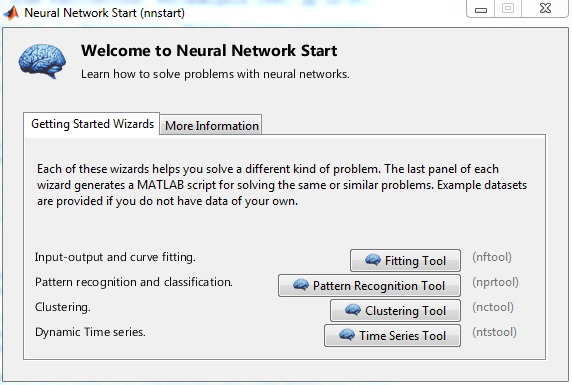 Neural Network Start (nnstart)
Welcome to Neural Network Start
Learn how to solve problems with neural networks.
Getting Started Wizards More Information
Each of these wizards helps you solve a different kind of problem. The last panel of each
wizard generates a MATLAB script for solving the same or similar problems. Example datasets
are provided if you do not have data of your own.
Input-output and curve fitting. Fitting Tool (nftool)
Pattern recognition and classification. Pattern Recognition Tool (nprtool)
Clustering. Clustering Tool (nctool)
Dynamic Time series. Time Series Tool (ntstool)